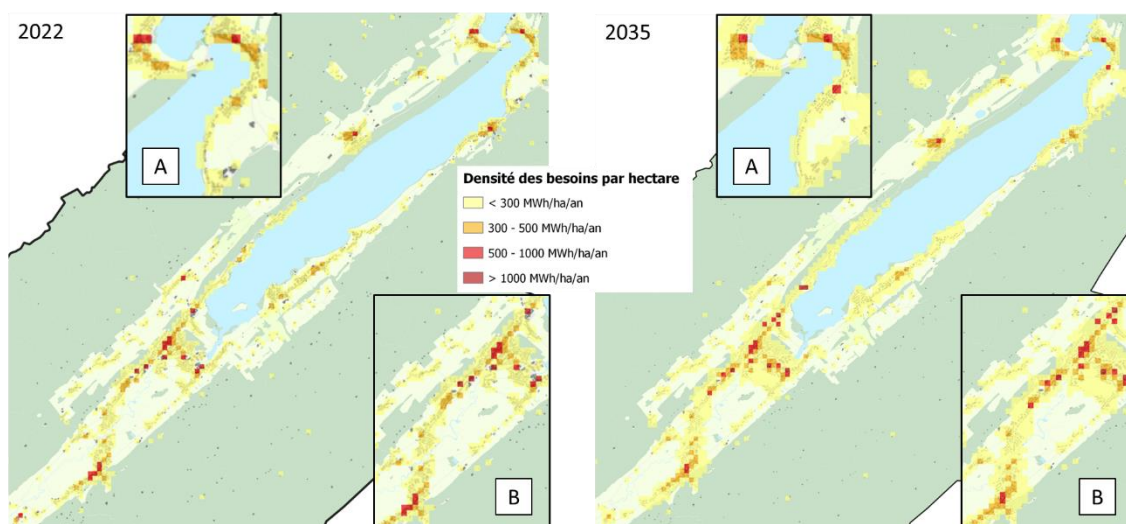 2022
2035
A
A
Densité des besoins par hectare
< 300 MWh/ha/an
300 - 500 MWh/ha/an
500 - 1000 MWh/ha/an
> 1000 MWh/ha/an
B
B